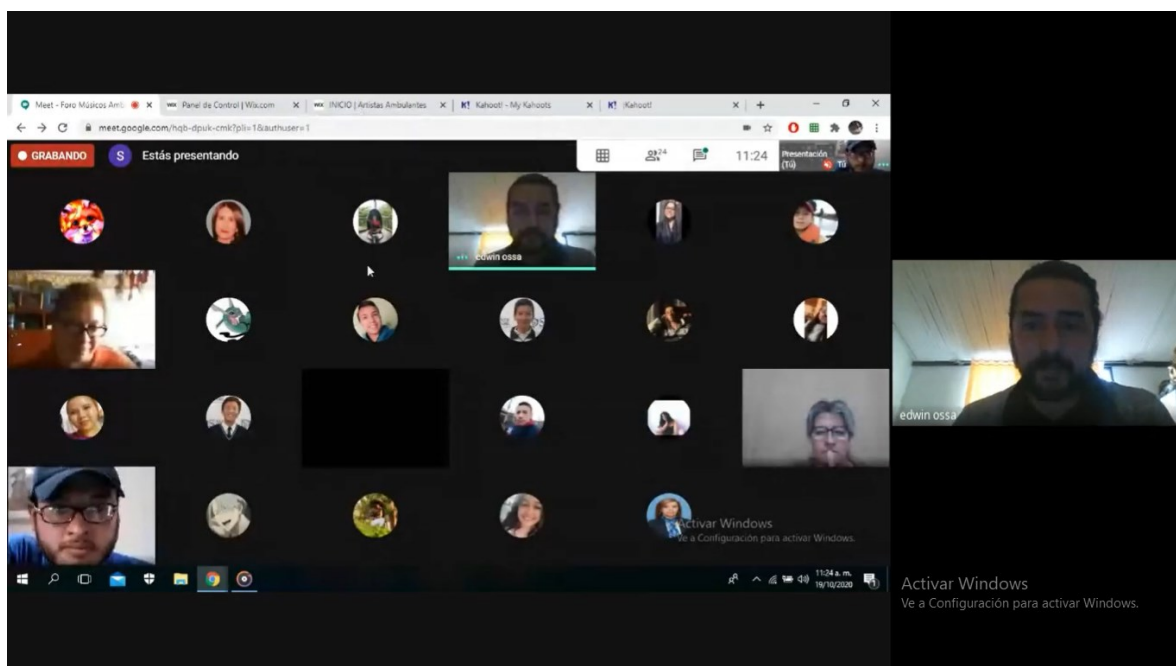 Meet - Foro Músicos Amb
Panel de Control | Wix.com
INICIO | Artistas Ambulantes
Kahoot! - My Kahoots
¡Kahoot!
meet.google.com/hqb-dpuk-cmk?pli=1&authuser=1
GRABANDO
S
Estás presentando
24
11:24
Presentación
(Tú)
Tú
edwin ossa
edwin ossa
Activar Windows
Ve a Configuración para activar Windows.
11:24 a. m.
19/10/2020
1
Activar Windows
Ve a Configuración para activar Windows.